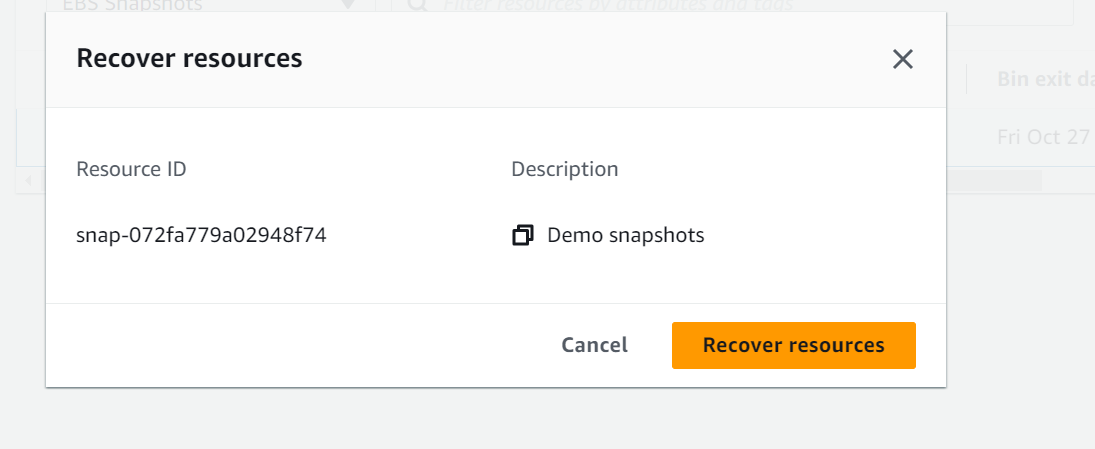 EBS Snapshots
Filter resources by attributes and tags
Recover resources
Bin exit da
Fri Oct 27
Resource ID
Description
snap-072fa779a02948f74
Demo snapshots
Cancel
Recover resources